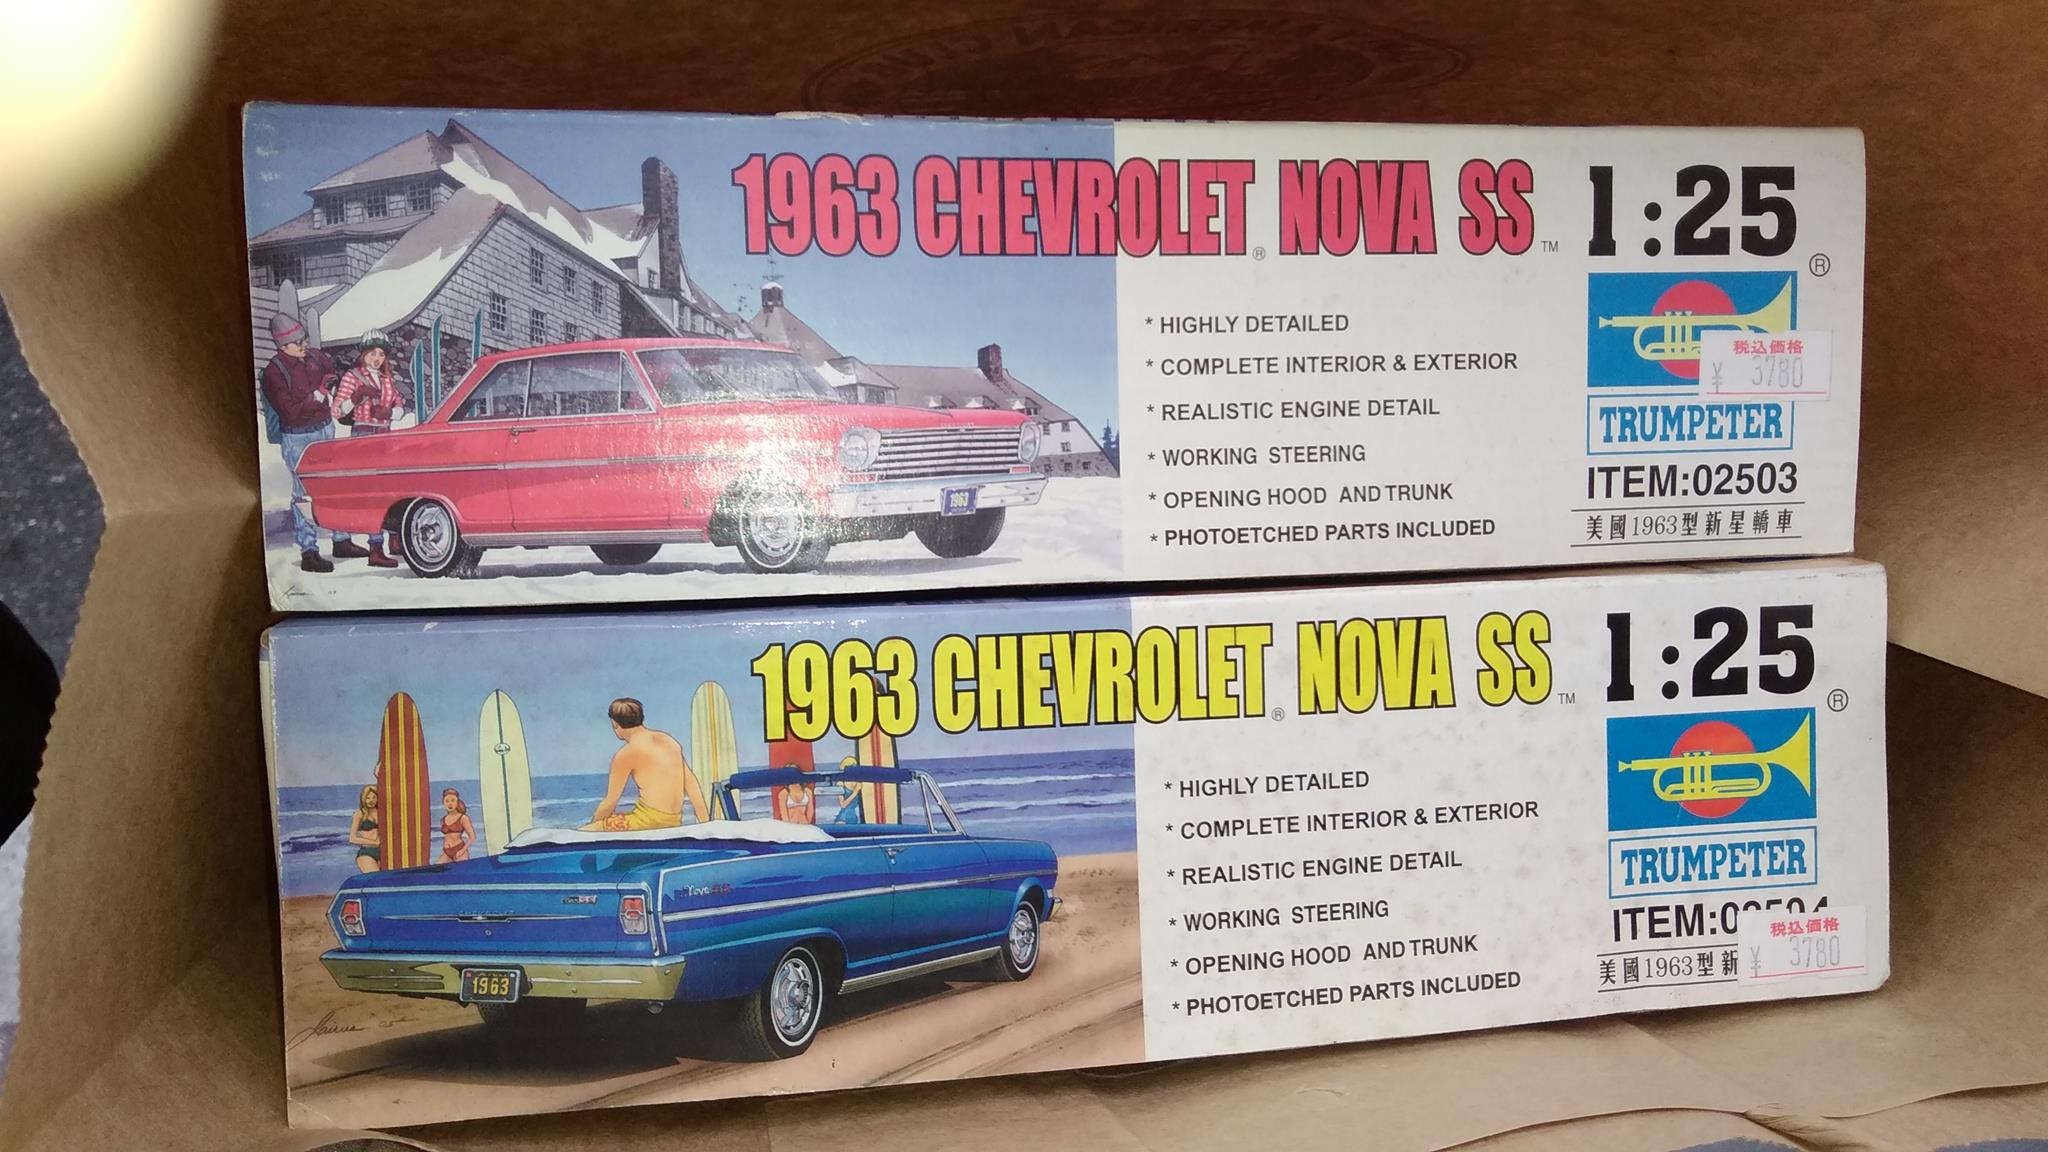 1963 CHEVROLET® NOVA SS™
1:25
* HIGHLY DETAILED
* COMPLETE INTERIOR & EXTERIOR
* REALISTIC ENGINE DETAIL
* WORKING STEERING
* OPENING HOOD AND TRUNK
* PHOTOETCHED PARTS INCLUDED
1963
®
税込価格
¥ 3780
TRUMPETER
ITEM:02503
美國1963型新星轎車
1963 CHEVROLET® NOVA SS™
1:25
* HIGHLY DETAILED
* COMPLETE INTERIOR & EXTERIOR
* REALISTIC ENGINE DETAIL
* WORKING STEERING
* OPENING HOOD AND TRUNK
* PHOTOETCHED PARTS INCLUDED
1963
®
TRUMPETER
ITEM:02504
美國1963型新
税込価格
¥ 3780